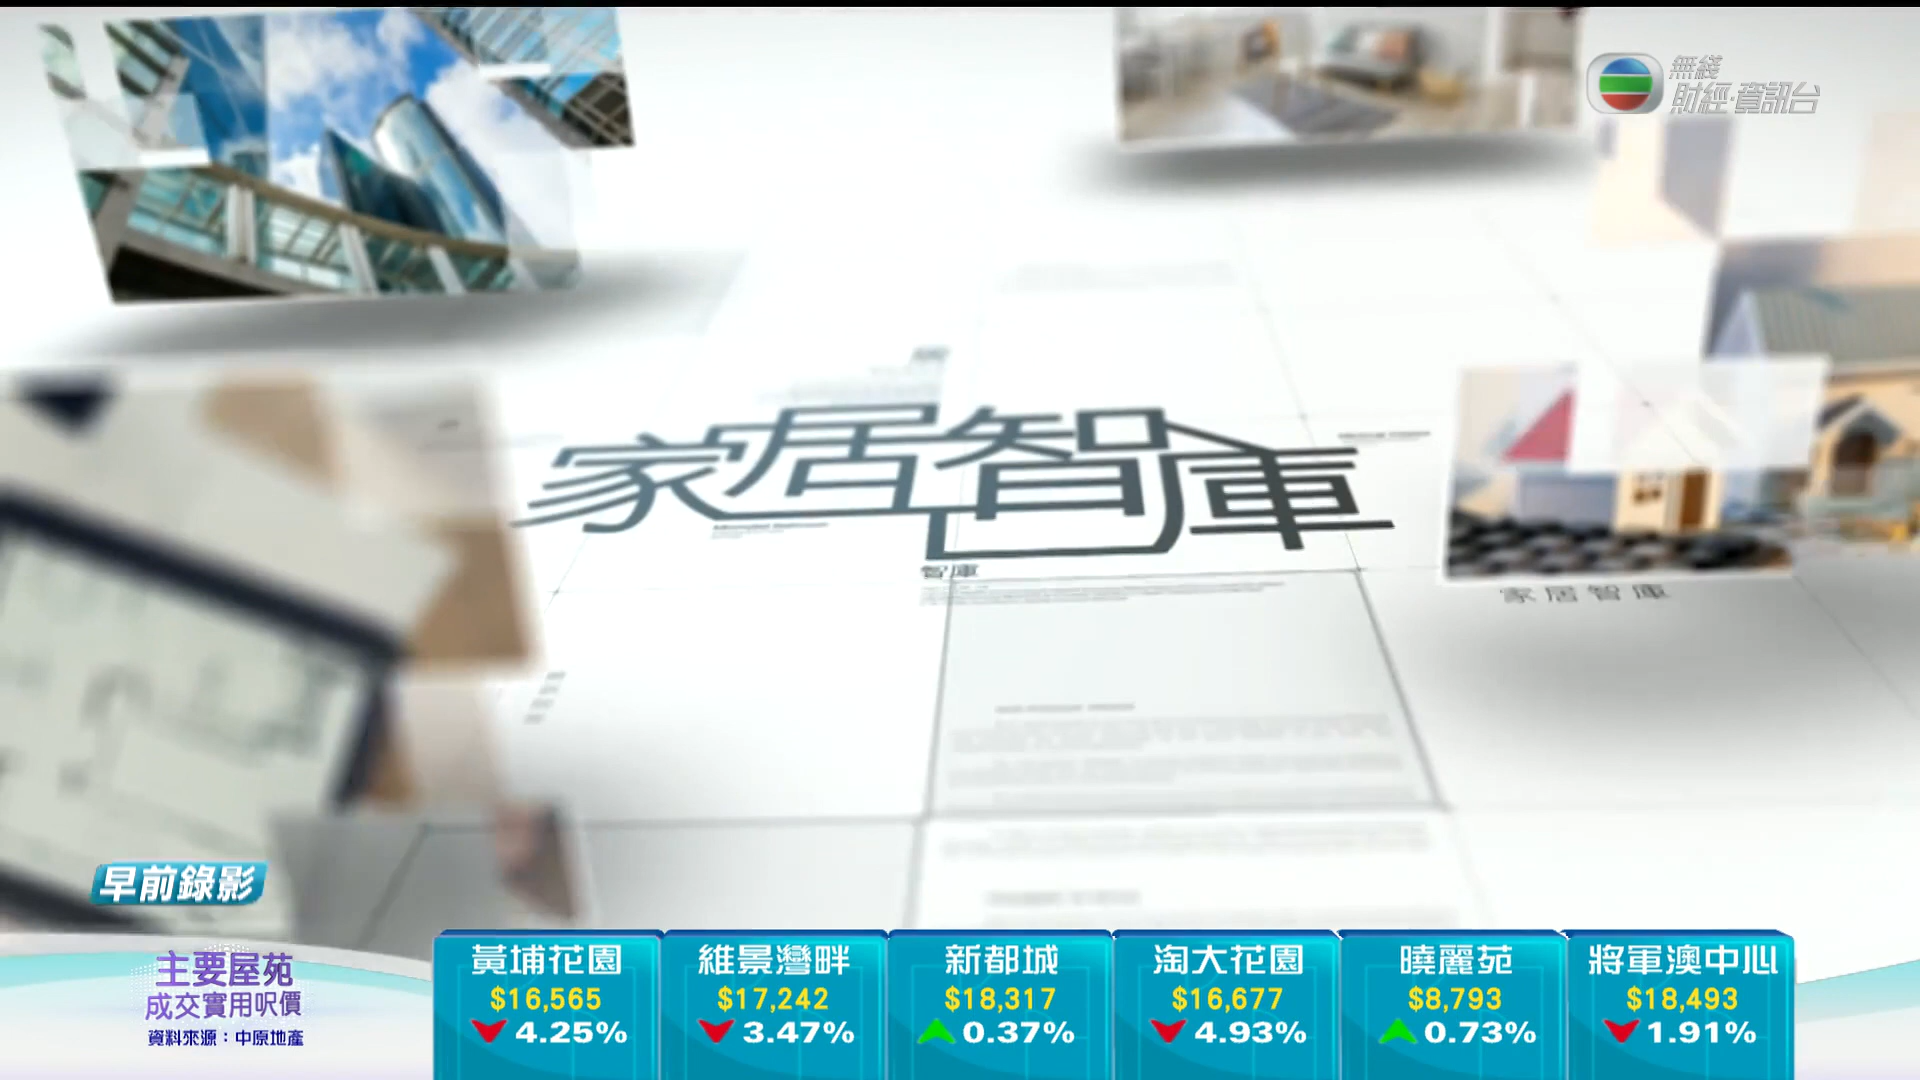 無綫
財經·資訊台
家居智庫
智庫
家居智庫
早前錄影
主要屋苑
成交實用呎價
資料來源：中原地產
黃埔花園
$16,565
4.25%
維景灣畔
$17,242
3.47%
新都城
$18,317
0.37%
淘大花園
$16,677
4.93%
曉麗苑
$8,793
0.73%
將軍澳中心
$18,493
1.91%